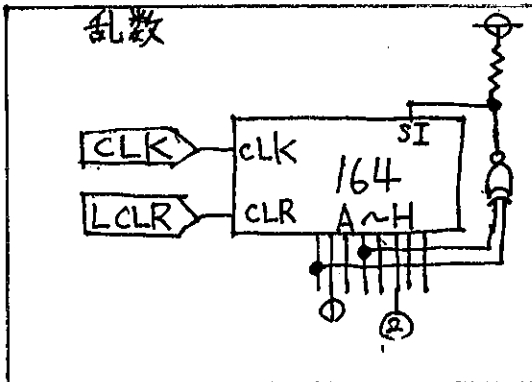 乱数
SI
CLK CLK
164
LCLR CLR
A~H
①
②